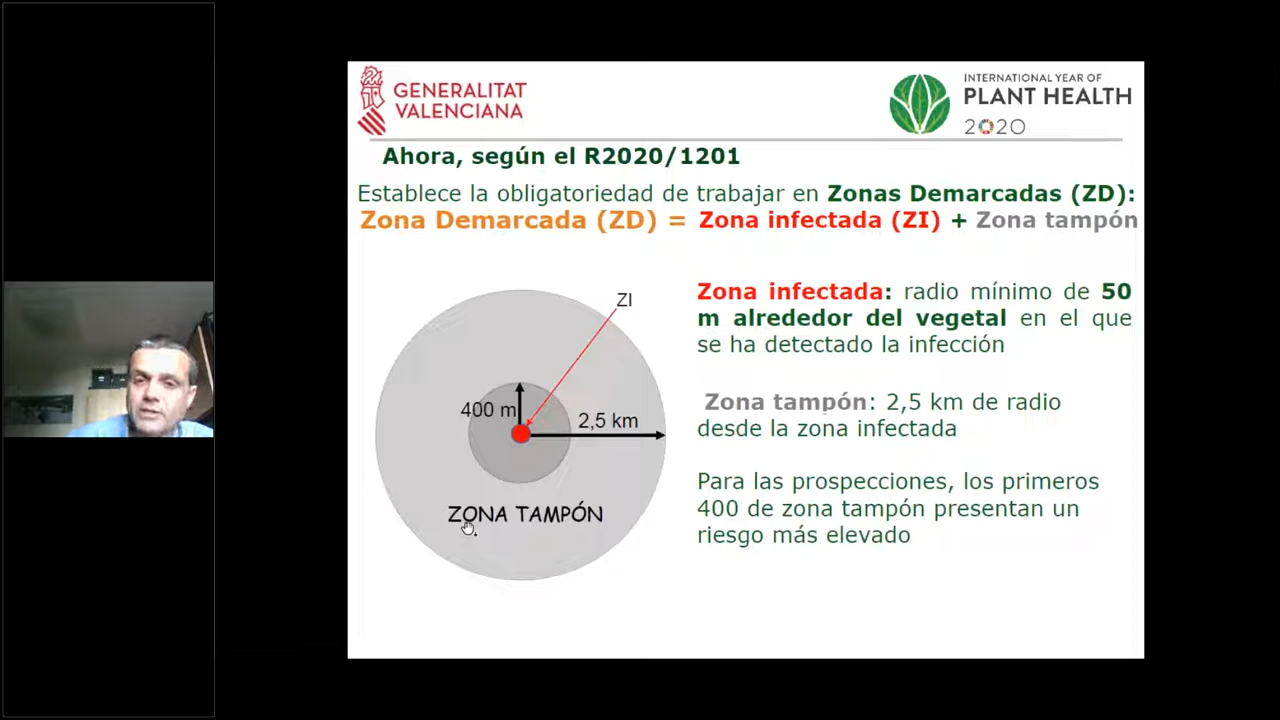 GENERALITAT
VALENCIANA
INTERNATIONAL YEAR OF
PLANT HEALTH
2020
Ahora, según el R2020/1201
Establece la obligatoriedad de trabajar en Zonas Demarcadas (ZD):
Zona Demarcada (ZD) = Zona infectada (ZI) + Zona tampón
ZI
400 m
2,5 km
ZONA TAMPÓN
Zona infectada: radio mínimo de 50
m alrededor del vegetal en el que
se ha detectado la infección
Zona tampón: 2,5 km de radio
desde la zona infectada
Para las prospecciones, los primeros
400 de zona tampón presentan un
riesgo más elevado